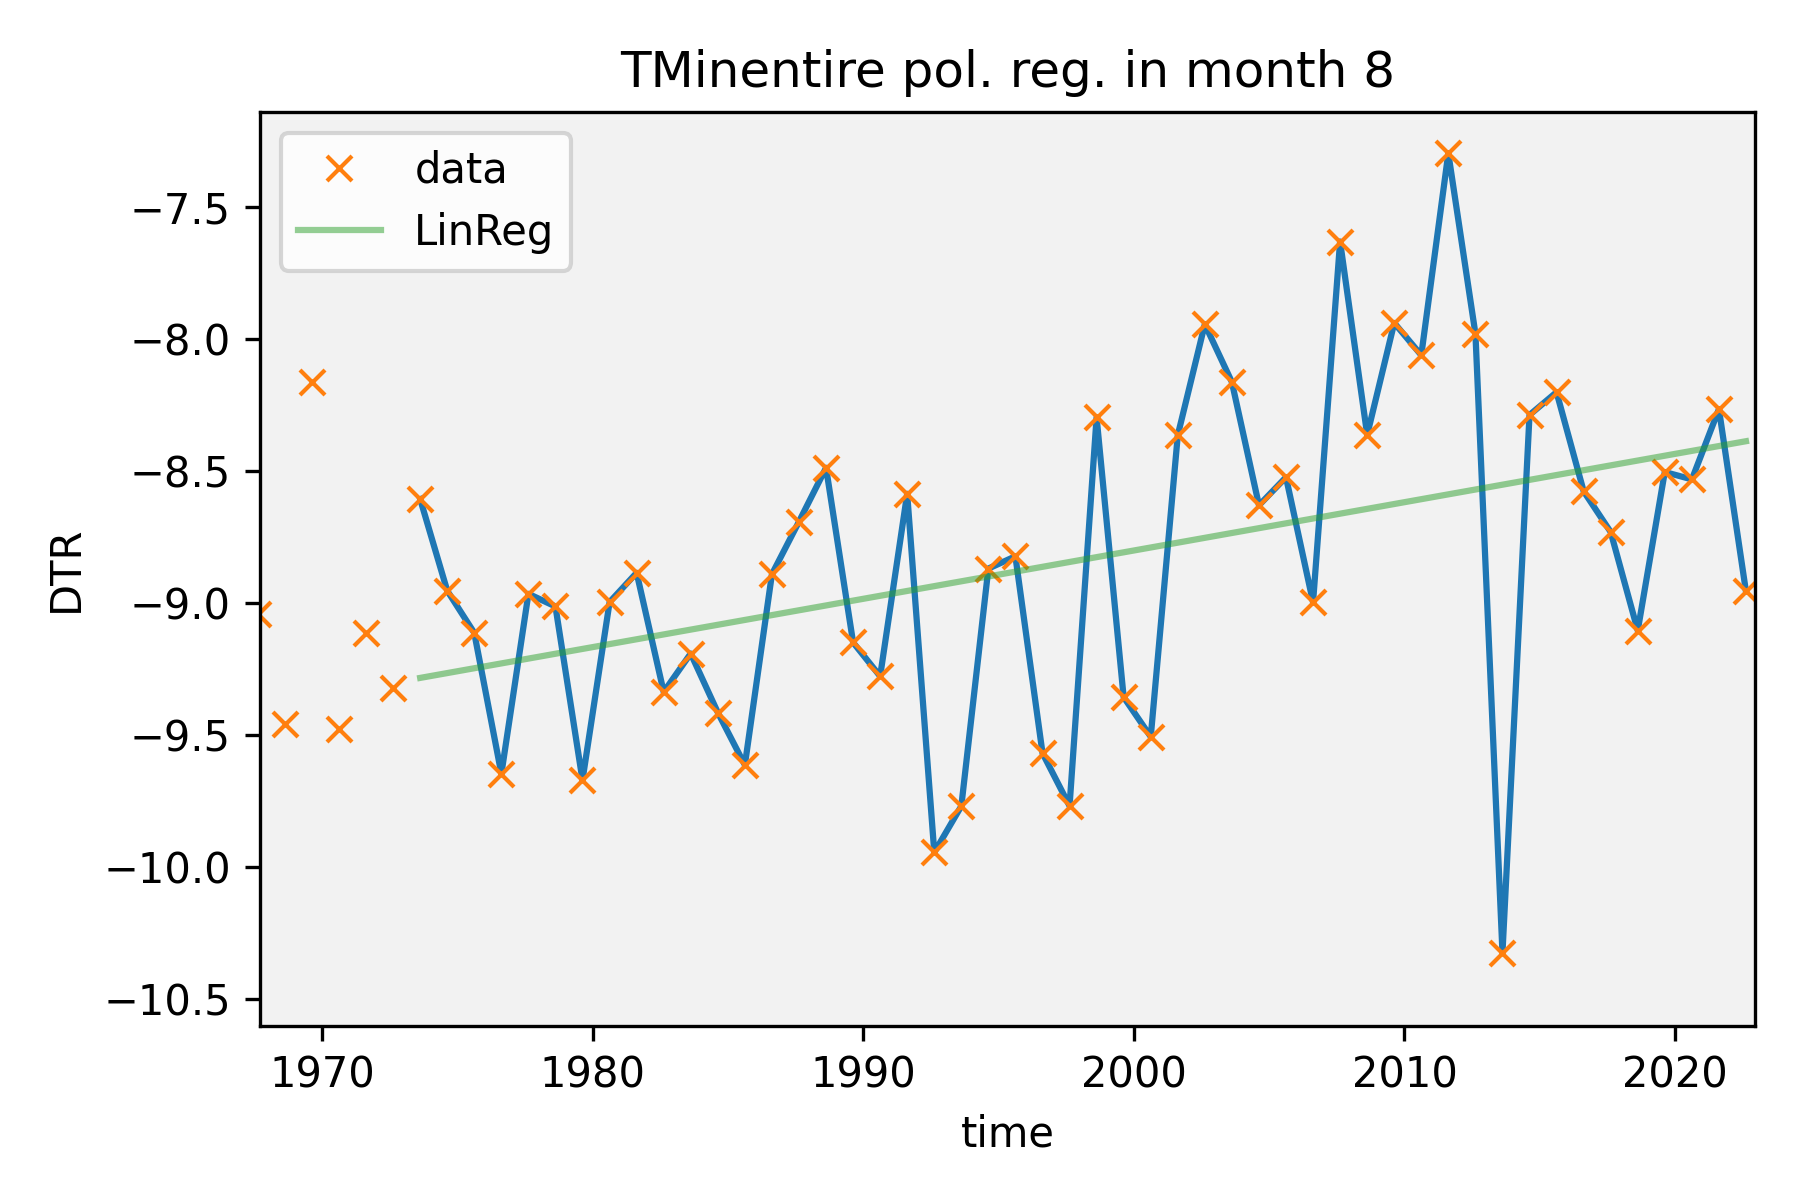 TMinentire pol. reg. in month 8
data
LinReg
DTR
−7.5
−8.0
−8.5
−9.0
−9.5
−10.0
−10.5
1970 1980 1990 2000 2010 2020
time